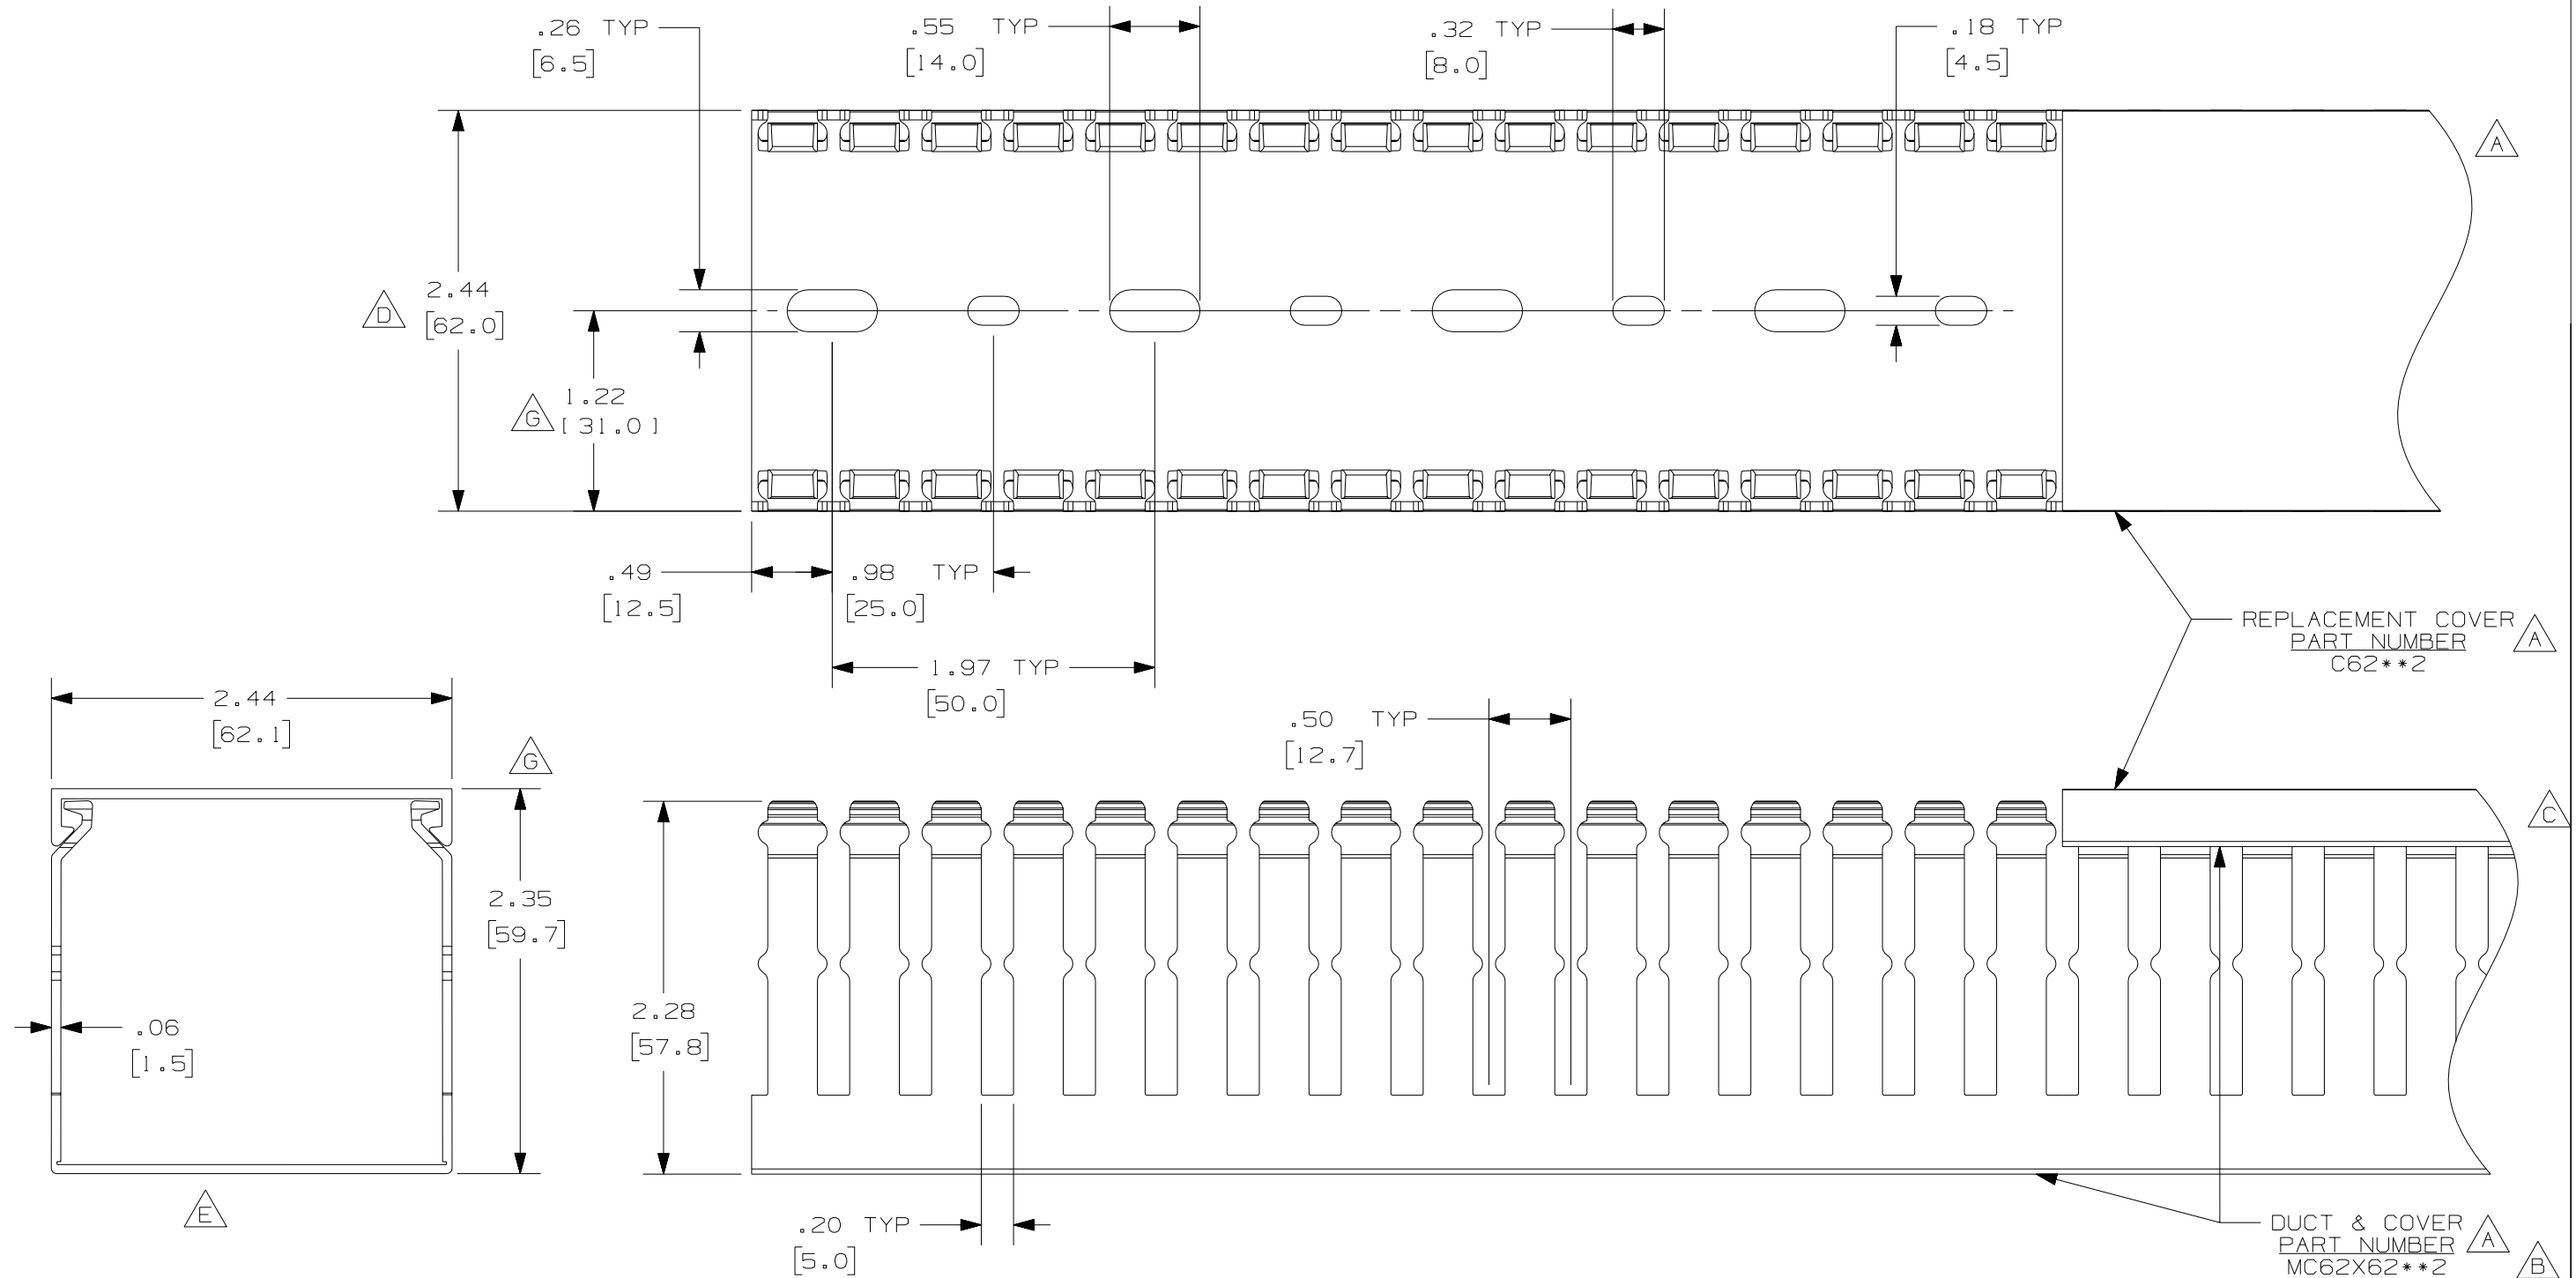 .26 TYP
[6.5]
.55 TYP
[14.0]
.32 TYP
[8.0]
.18 TYP
[4.5]
A
D
2.44
[62.0]
G
1.22
[31.0]
.49
[12.5]
.98 TYP
[25.0]
1.97 TYP
[50.0]
REPLACEMENT COVER
PART NUMBER
C62**2
A
2.44
[62.1]
G
2.35
[59.7]
.06
[1.5]
E
.50 TYP
[12.7]
2.28
[57.8]
C
.20 TYP
[5.0]
DUCT & COVER
PART NUMBER
MC62X62**2
A
B